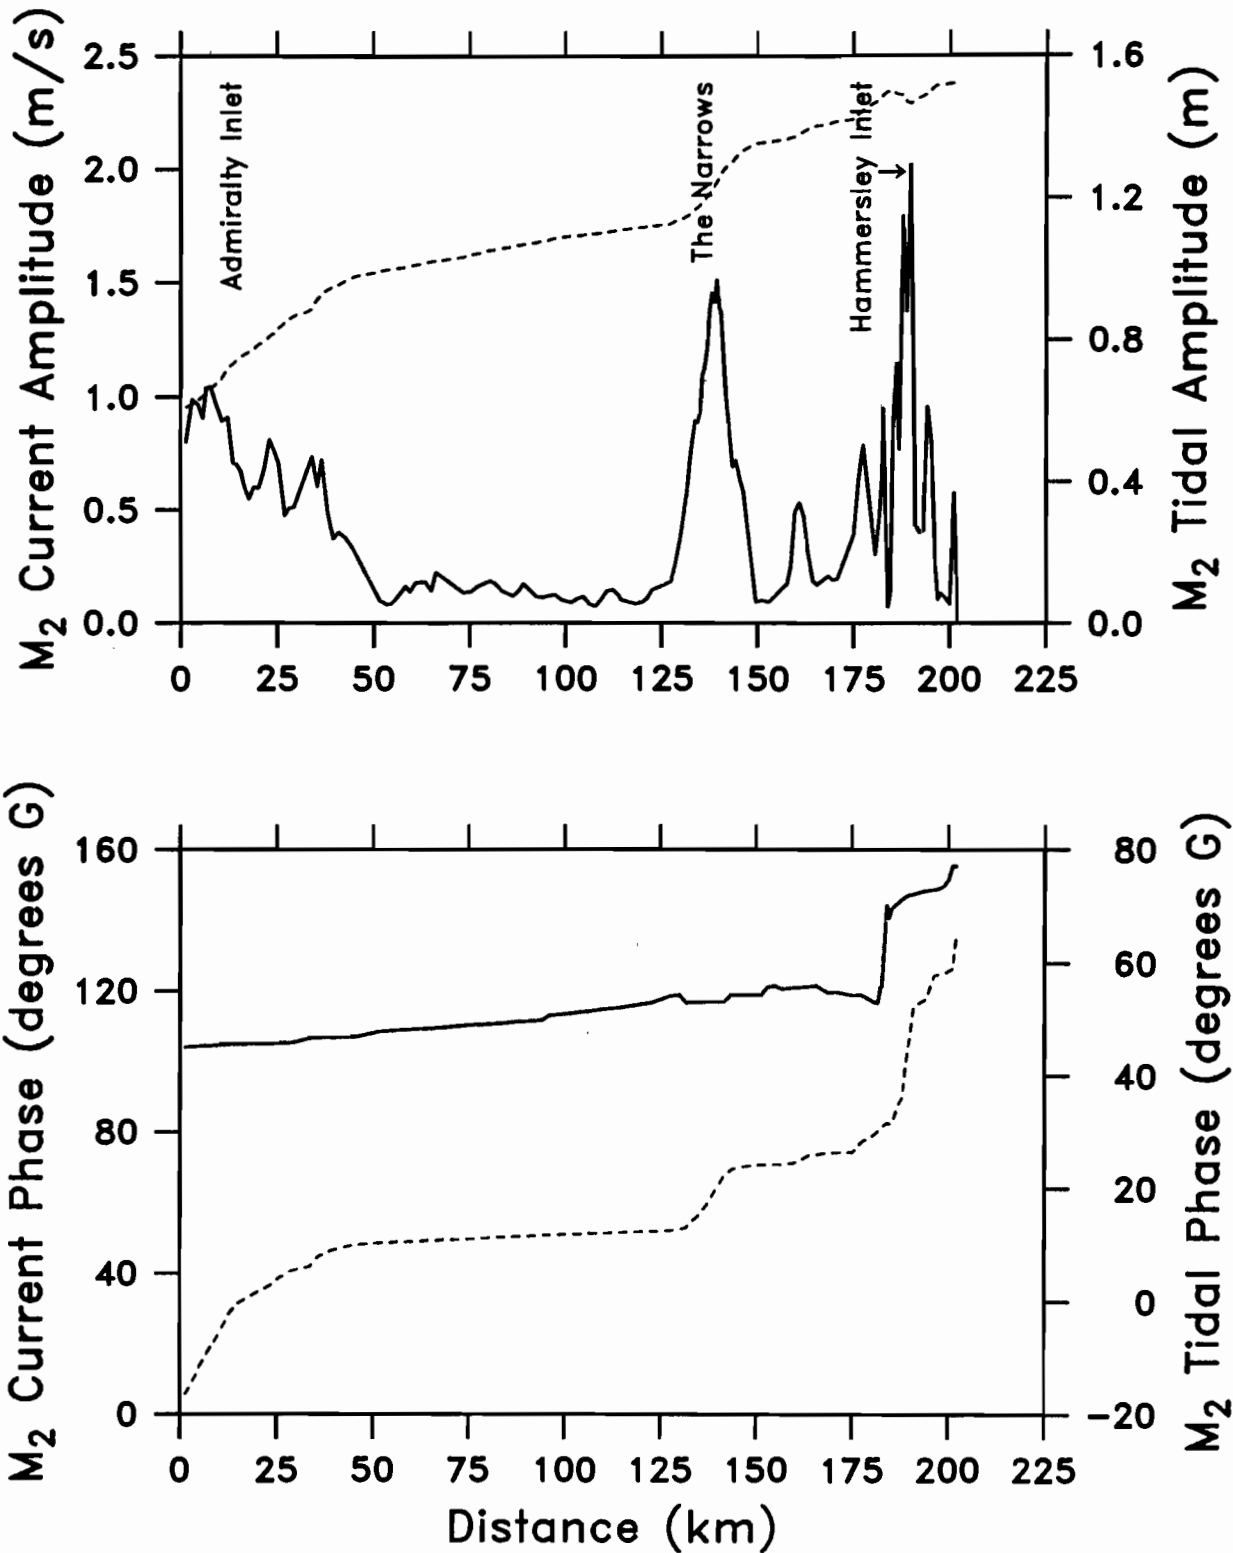 M2 Current Amplitude (m/s)
2.5
2.0
1.5
1.0
0.5
0.0
Admiralty Inlet
The Narrows
Hammersley Inlet
1.6
1.2
0.8
0.4
0.0
M2 Tidal Amplitude (m)
0 25 50 75 100 125 150 175 200 225
M2 Current Phase (degrees G)
160
120
80
40
0
80
60
40
20
0
−20
M2 Tidal Phase (degrees G)
0 25 50 75 100 125 150 175 200 225
Distance (km)